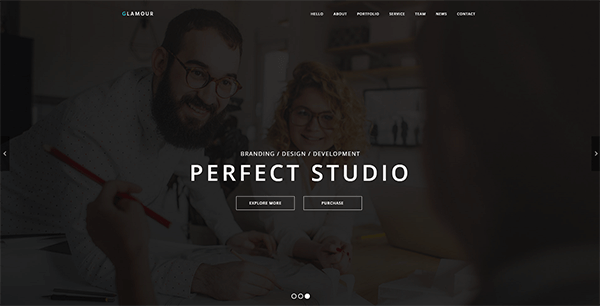 GLAMOUR
HELLO ABOUT PORTFOLIO SERVICE TEAM NEWS CONTACT
BRANDING / DESIGN / DEVELOPMENT
PERFECT STUDIO
EXPLORE MORE PURCHASE